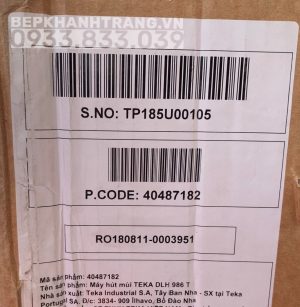 BEPKHANHTRANG.VN
0933.833.039
S.NO: TP185U00105
P.CODE: 40487182
RO180811-0003951
Mã sản phẩm: 40487182
Tên sản phẩm: Máy hút mùi TEKA DLH 986 T
Nhà sản xuất: Teka Industrial S.A, Tây Ban Nha - SX tại Teka
Portugal SA, Đ/c: 3834- 909 Ílhavo, Bồ Đào Nha